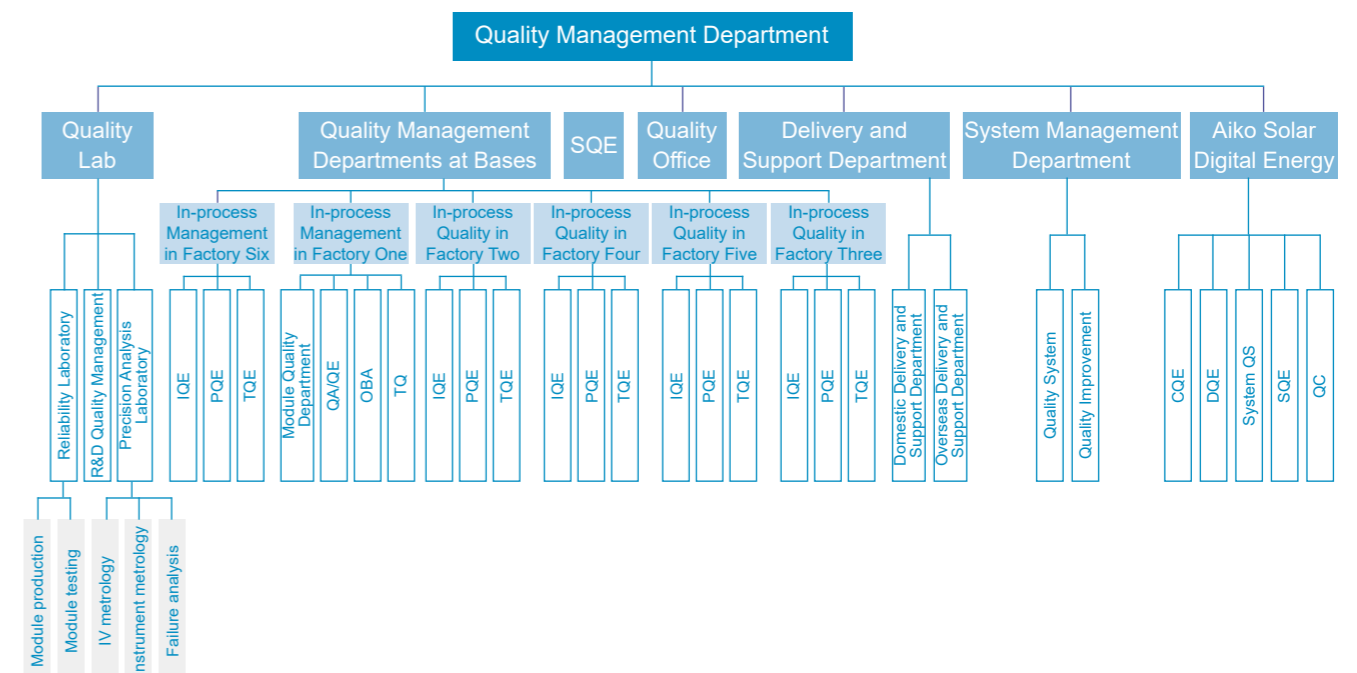 Quality Management Department
Quality
Lab
Quality Management
Departments at Bases
SQE
Quality
Office
Delivery and
Support Department
System Management
Department
Aiko Solar
Digital Energy
In-process
Management
in Factory Six
In-process
Management
in Factory One
In-process
Quality in
Factory Two
In-process
Quality in
Factory Four
In-process
Quality in
Factory Five
In-process
Quality in
Factory Three
Reliability Laboratory
R&D Quality Management
Precision Analysis
Laboratory
IQE
PQE
TQE
Module Quality
Department
QA/QE
OBA
TQ
IQE
PQE
TQE
IQE
PQE
TQE
IQE
PQE
TQE
IQE
PQE
TQE
Domestic Delivery and
Support Department
Overseas Delivery and
Support Department
Quality System
Quality Improvement
CQE
DQE
System QS
SQE
QC
Module production
Module testing
IV metrology
nstrument metrology
Failure analysis